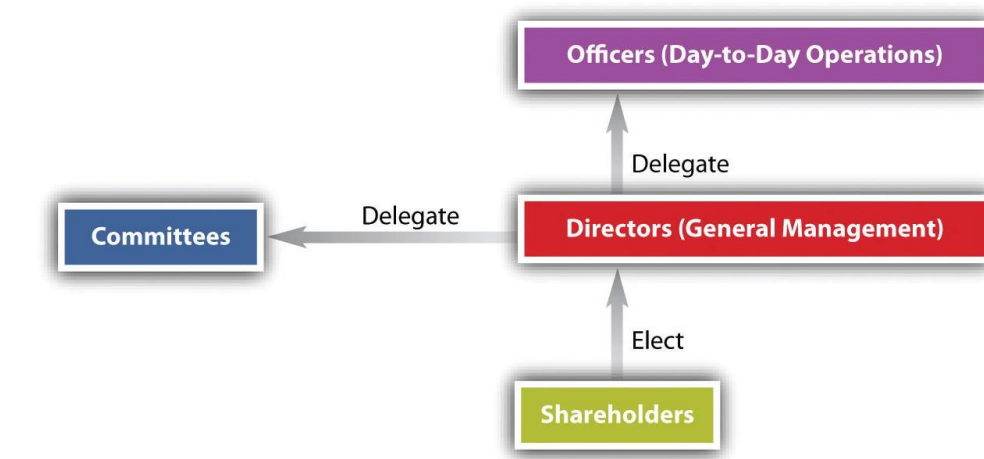 Officers (Day-to-Day Operations)
Delegate
Delegate
Committees
Directors (General Management)
Elect
Shareholders